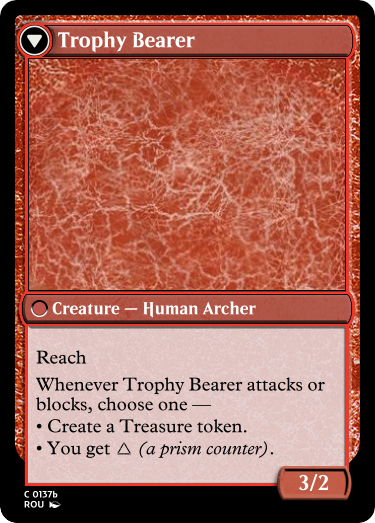 Trophy Bearer
Creature — Human Archer
Reach
Whenever Trophy Bearer attacks or
blocks, choose one —
• Create a Treasure token.
• You get △ (a prism counter).
3/2
C 0137b
ROU